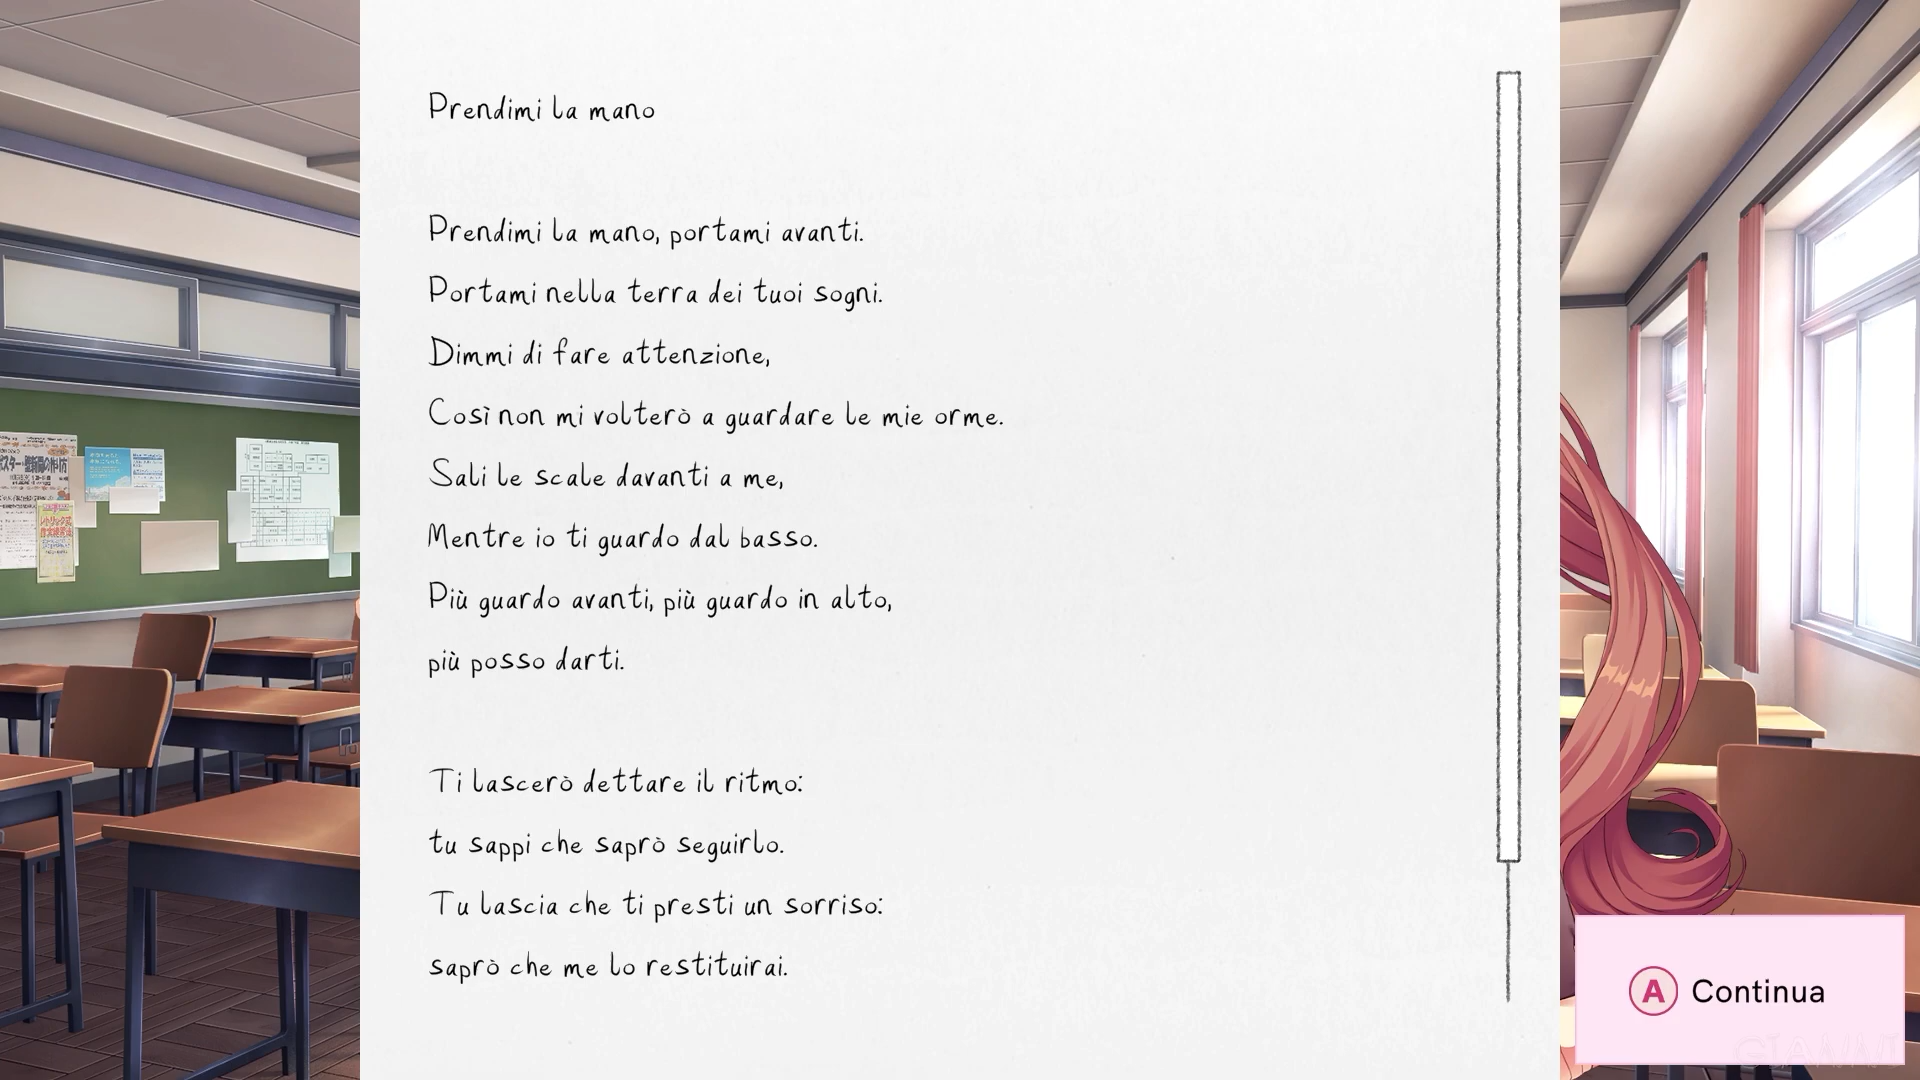 Prendimi la mano
Prendimi la mano, portami avanti.
Portami nella terra dei tuoi sogni.
Dimmi di fare attenzione,
Così non mi volterò a guardare le mie orme.
Sali le scale davanti a me,
Mentre io ti guardo dal basso.
Più guardo avanti, più guardo in alto,
più posso darti.
Ti lascerò dettare il ritmo:
tu sappi che saprò seguirlo.
Tu lascia che ti presti un sorriso:
saprò che me lo restituirai.
A Continua
GIANNI